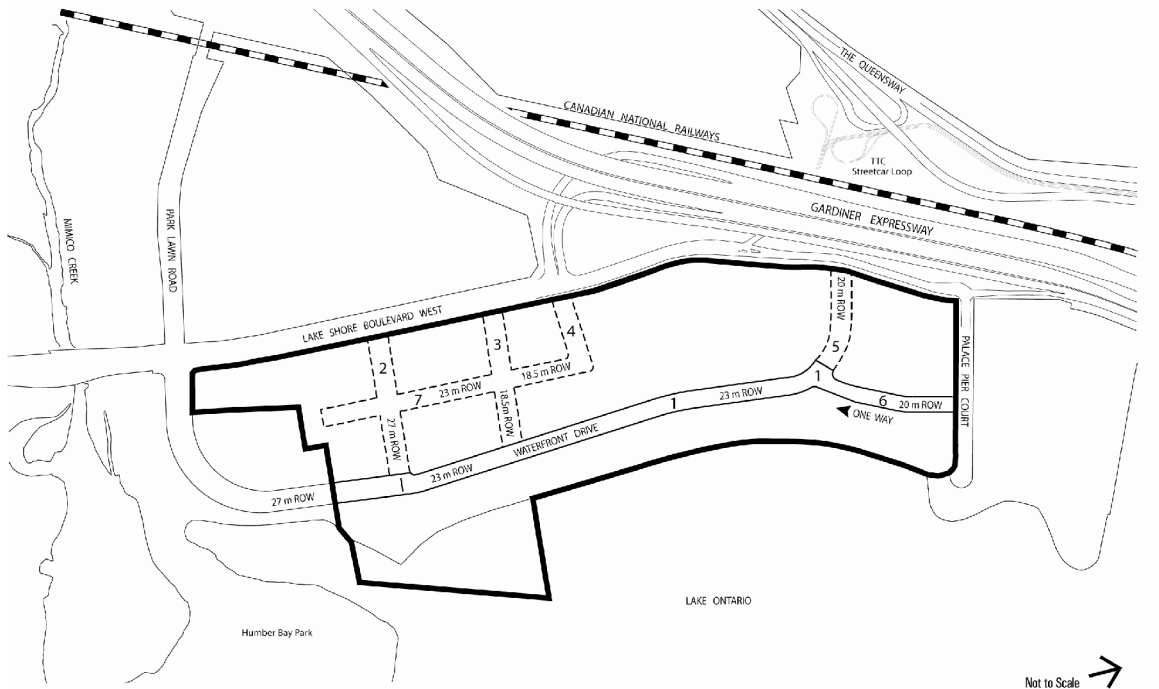 THE QUEENSWAY
CANADIAN NATIONAL RAILWAYS
TTC
Streetcar Loop
GARDINER EXPRESSWAY
MIMICO CREEK
PARK LAWN ROAD
LAKE SHORE BOULEVARD WEST
20 m ROW
2
3
4
5
PALACE PIER COURT
18.5 m ROW
1
7
23 m ROW
18.5m ROW
1
23 m ROW
6
20 m ROW
ONE WAY
27 m ROW
WATERFRONT DRIVE
23 m ROW
1
27 m ROW
LAKE ONTARIO
Humber Bay Park
Not to Scale